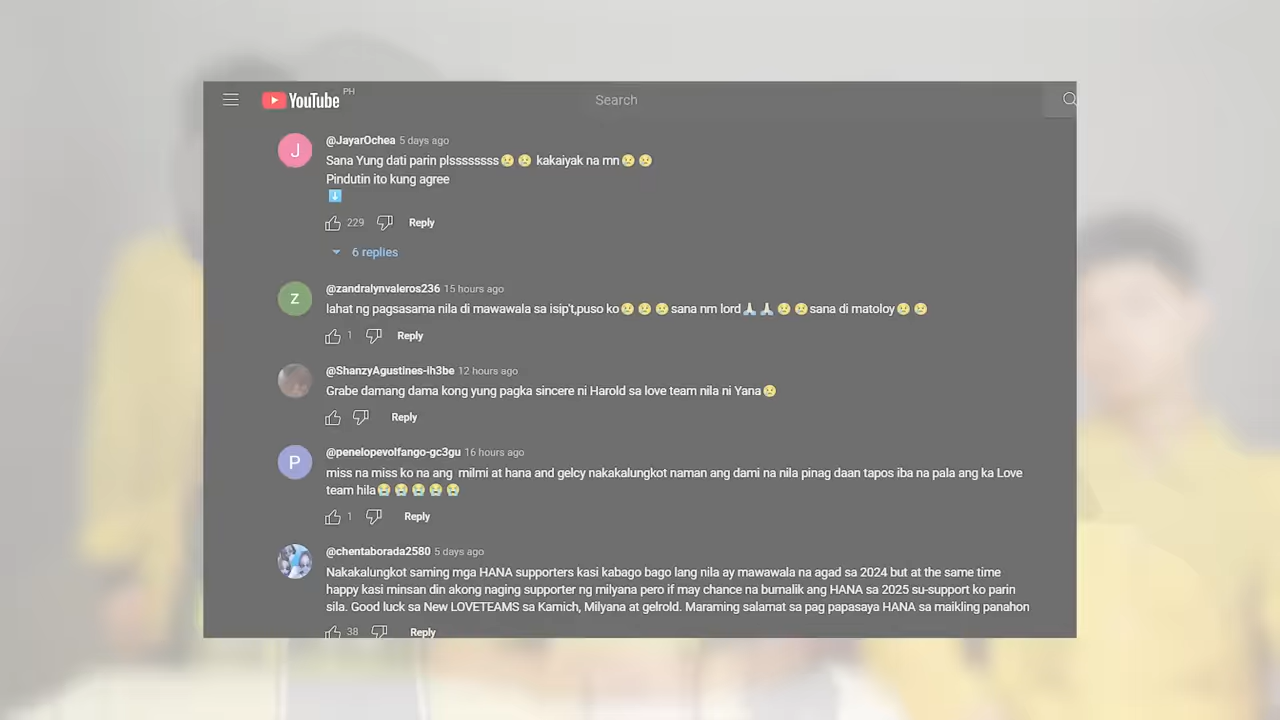 YouTube PH
Search
@JayarOchea 5 days ago
Sana Yung dati parin plssssssss😢😢 kakaiyak na mn😢😢
Pindutin ito kung agree
⬇️
229 Reply
6 replies
@zandralynvaleros236 15 hours ago
lahat ng pagsasama nila di mawawala sa isip't,puso ko😢😢😢sana nm lord🙏🙏😢😢sana di matoloy😢😢
1 Reply
@ShanzyAgustines-lh3be 12 hours ago
Grabe damang dama kong yung pagka sincere ni Harold sa love team nila ni Yana😢
Reply
@penelopevolfango-gc3gu 16 hours ago
miss na miss ko na ang milmi at hana and gelcy nakakalungkot naman ang dami na nila pinag daan tapos iba na pala ang ka Love
team hila😭😭😭😭😭
1 Reply
@chentaborada2580 5 days ago
Nakakalungkot saming mga HANA supporters kasi kabago bago lang nila ay mawawala na agad sa 2024 but at the same time
happy kasi minsan din akong naging supporter ng milyana pero if may chance na bumalik ang HANA sa 2025 su-support ko parin
sila. Good luck sa New LOVETEAMS sa Kamich, Milyana at gelrold. Maraming salamat sa pag papasaya HANA sa maikling panahon
38 Reply